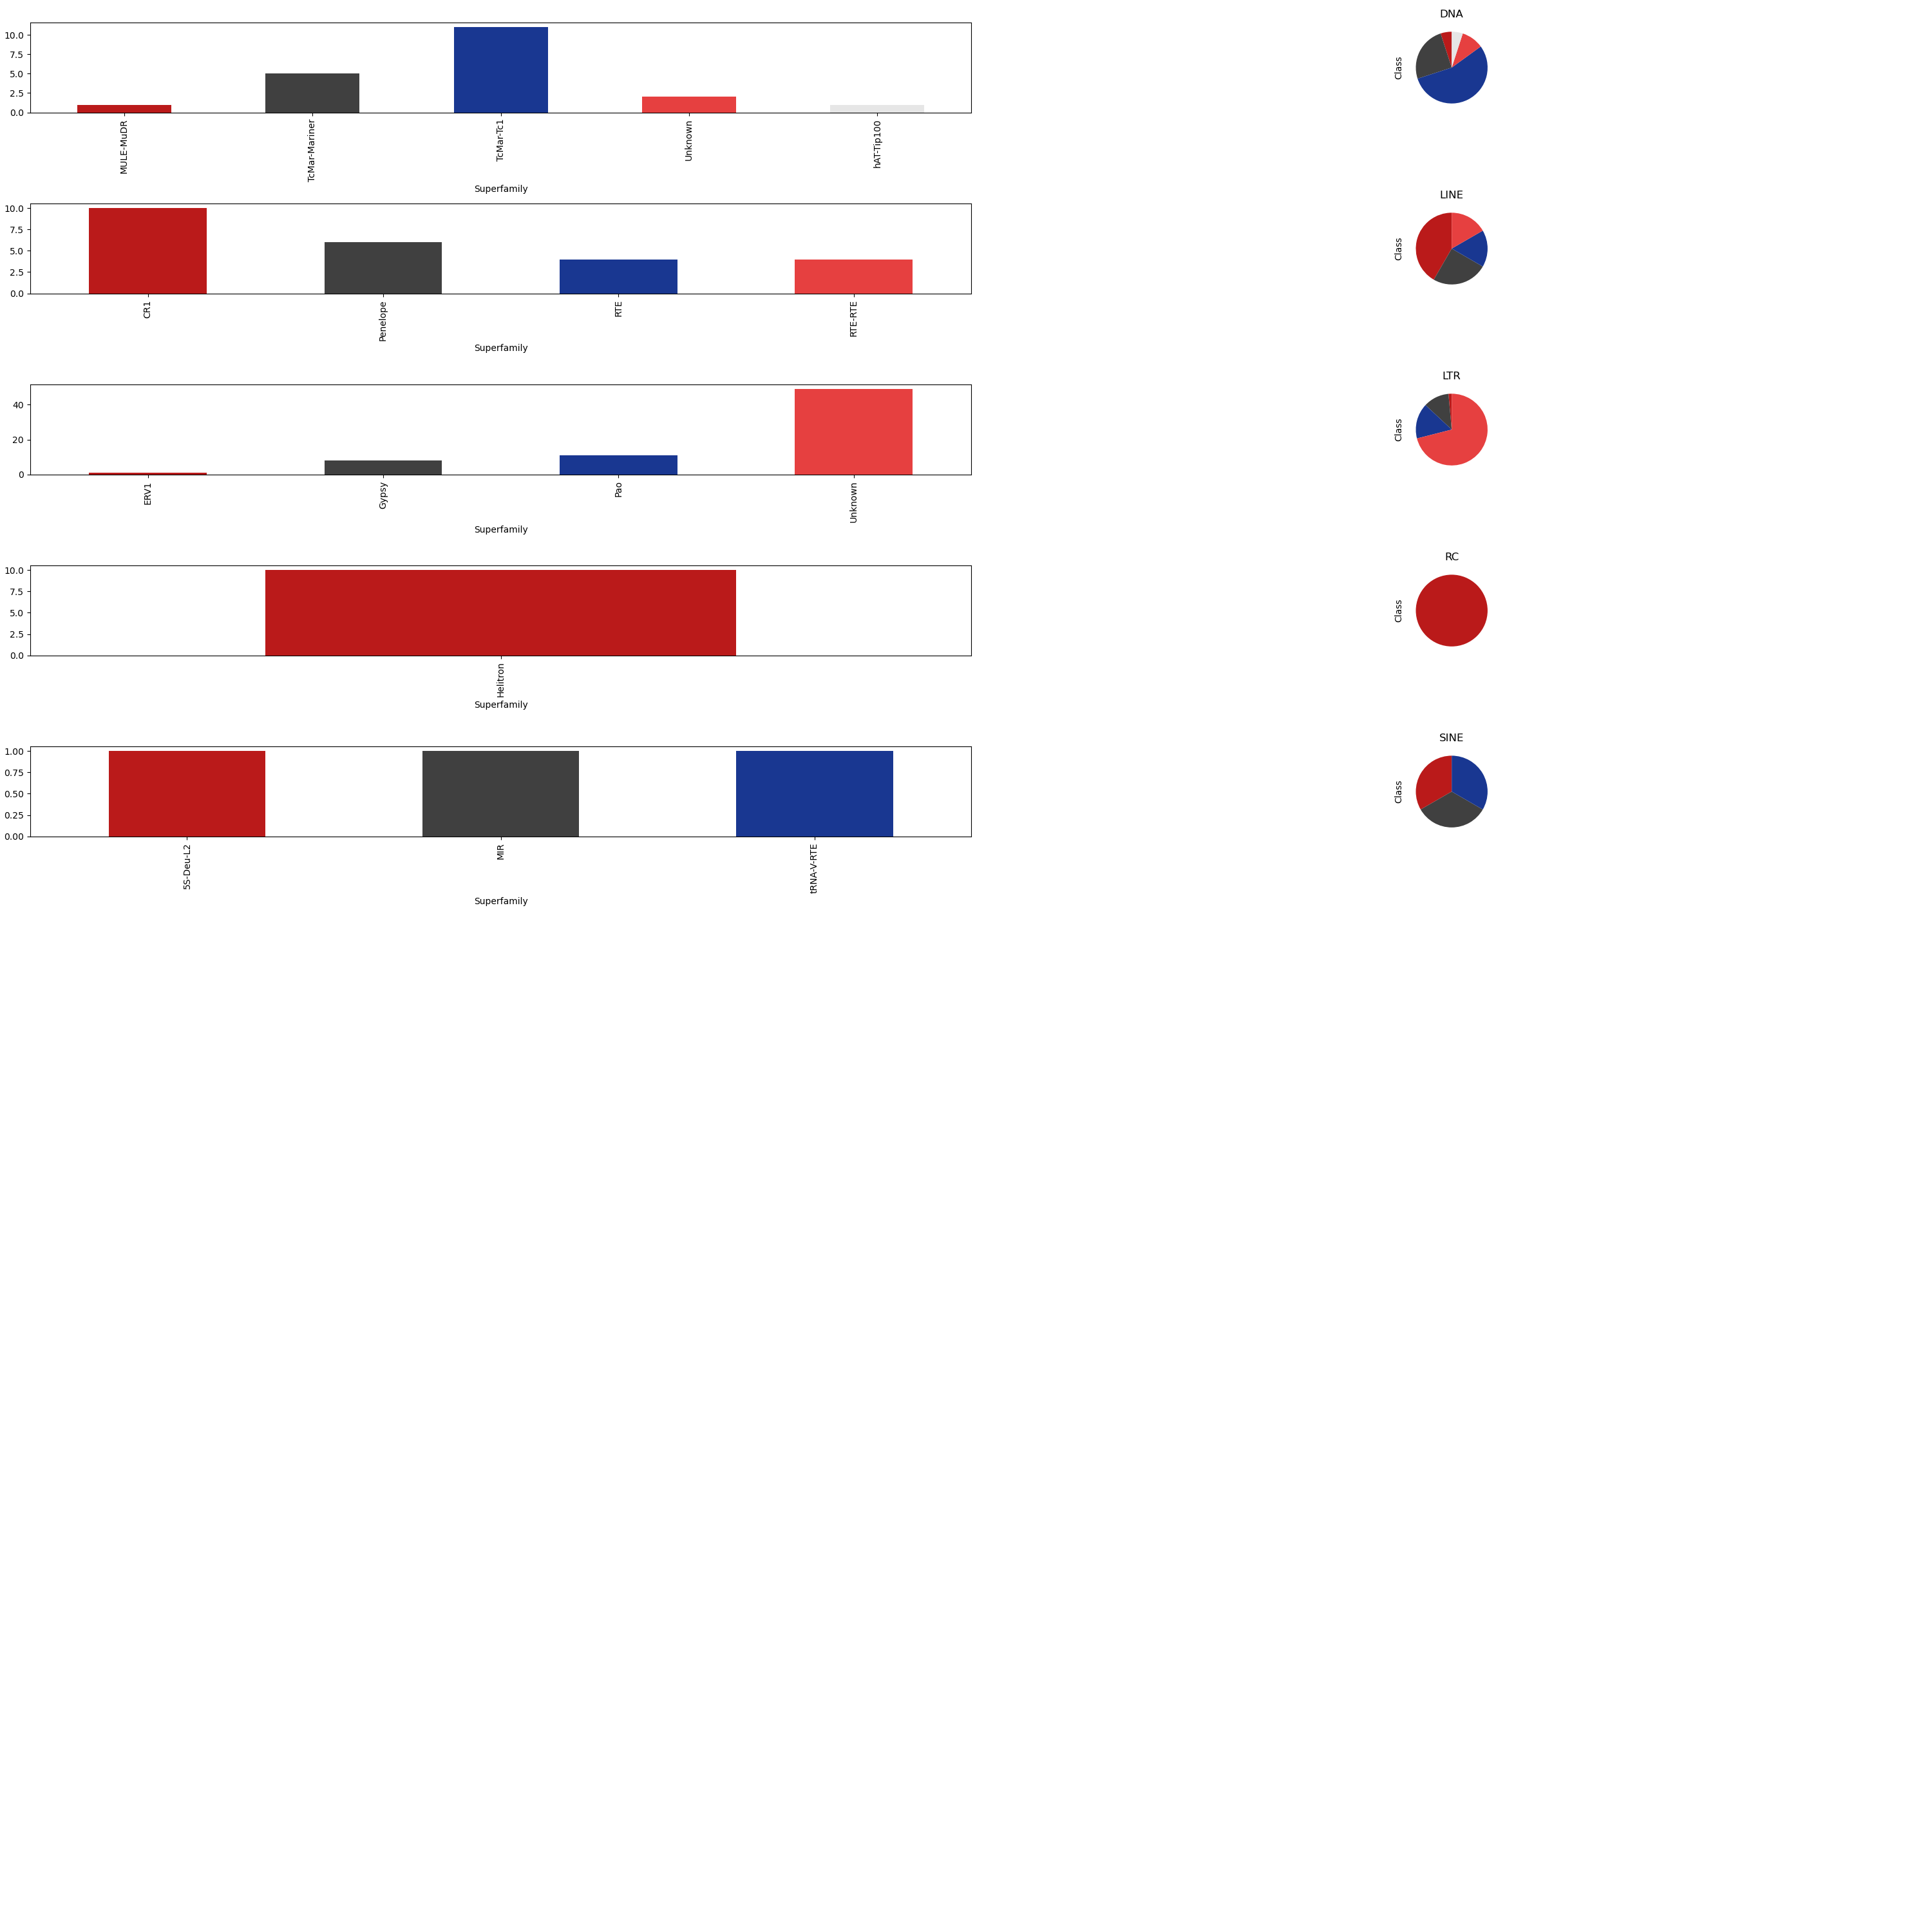 DNA
10.0
7.5
5.0
2.5
0.0
Class
MULE-MuDR
TcMar-Mariner
TcMar-Tc1
Unknown
hAT-Tip100
Superfamily
LINE
10.0
7.5
5.0
2.5
0.0
Class
CR1
Penelope
RTE
RTE-RTE
Superfamily
LTR
40
20
0
Class
ERV1
Gypsy
Pao
Unknown
Superfamily
RC
10.0
7.5
5.0
2.5
0.0
Class
Helitron
Superfamily
SINE
1.00
0.75
0.50
0.25
0.00
Class
5S-Deu-L2
MIR
tRNA-V-RTE
Superfamily